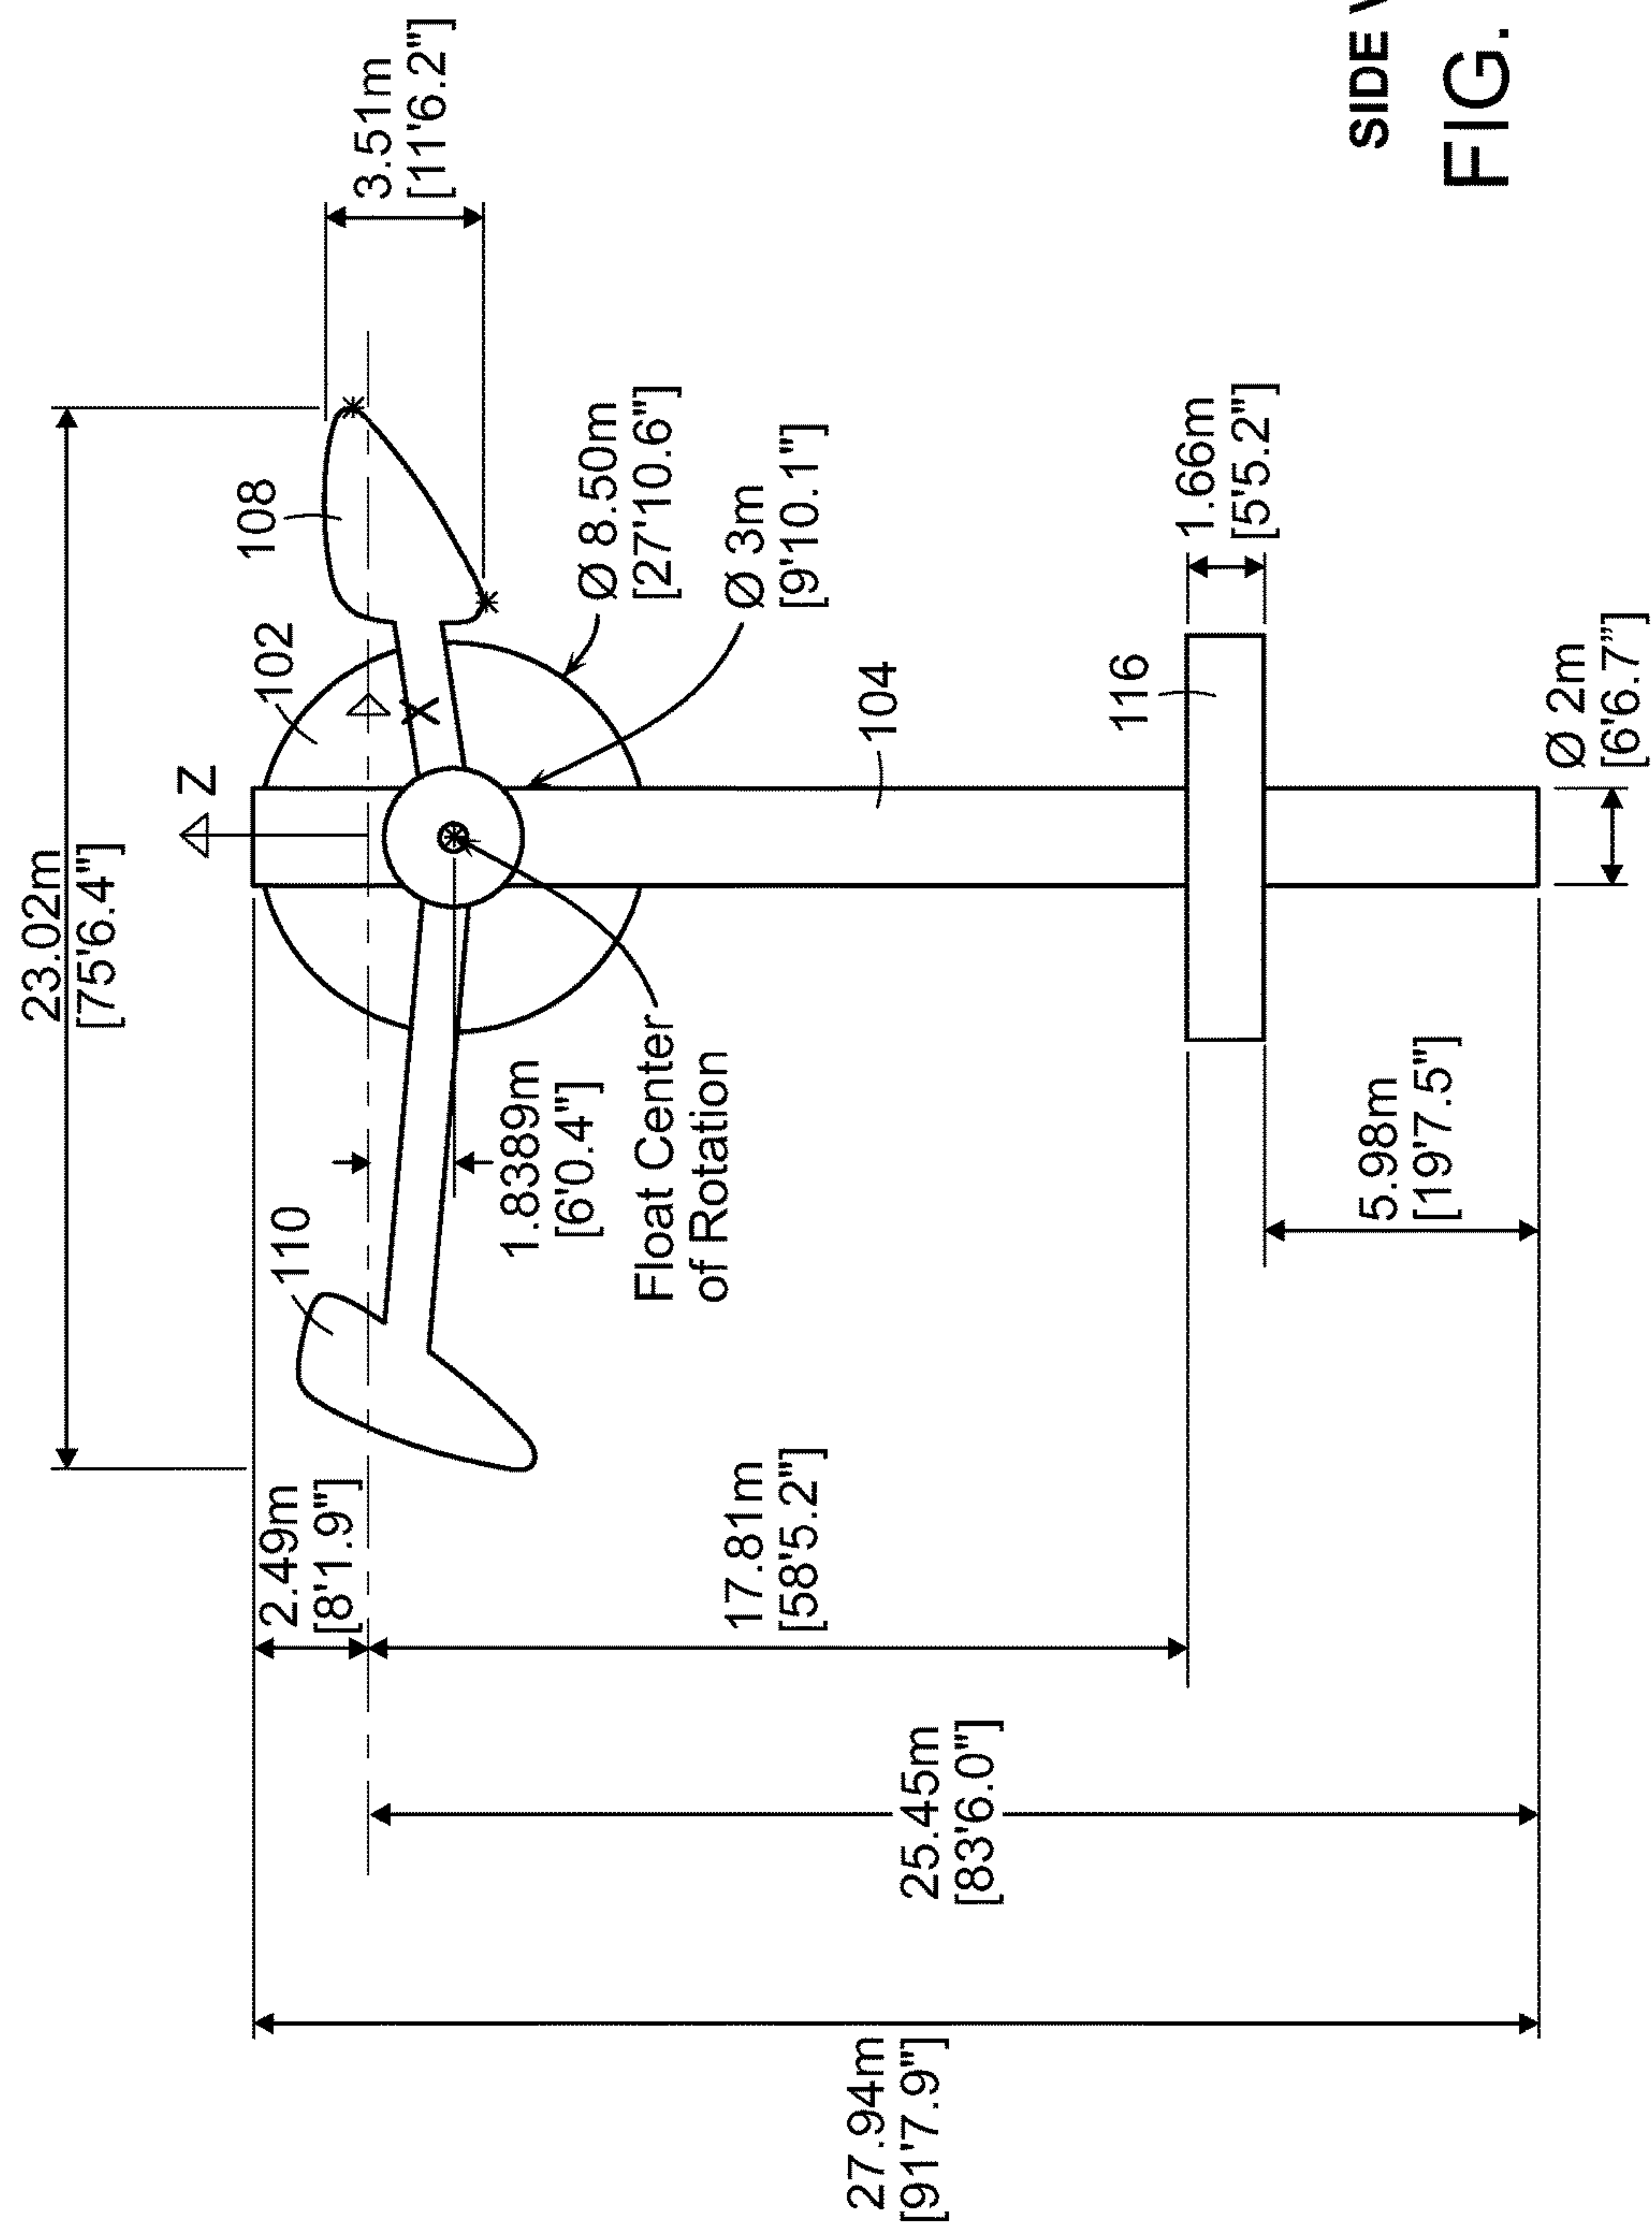 23.02m
[75'6.4"]
3.51m
[11'6.2"]
108
102
Z
X
110
2.49m
[8'1.9"]
1.8389m
[6'0.4"]
Float Center
of Rotation
Ø 8.50m
[27'10.6"]
Ø 3m
[9'10.1"]
104
17.81m
[58'5.2"]
25.45m
[83'6.0"]
27.94m
[91'7.9"]
116
1.66m
[5'5.2"]
5.98m
[19'7.5"]
Ø 2m
[6'6.7”]
SIDE
FIG.